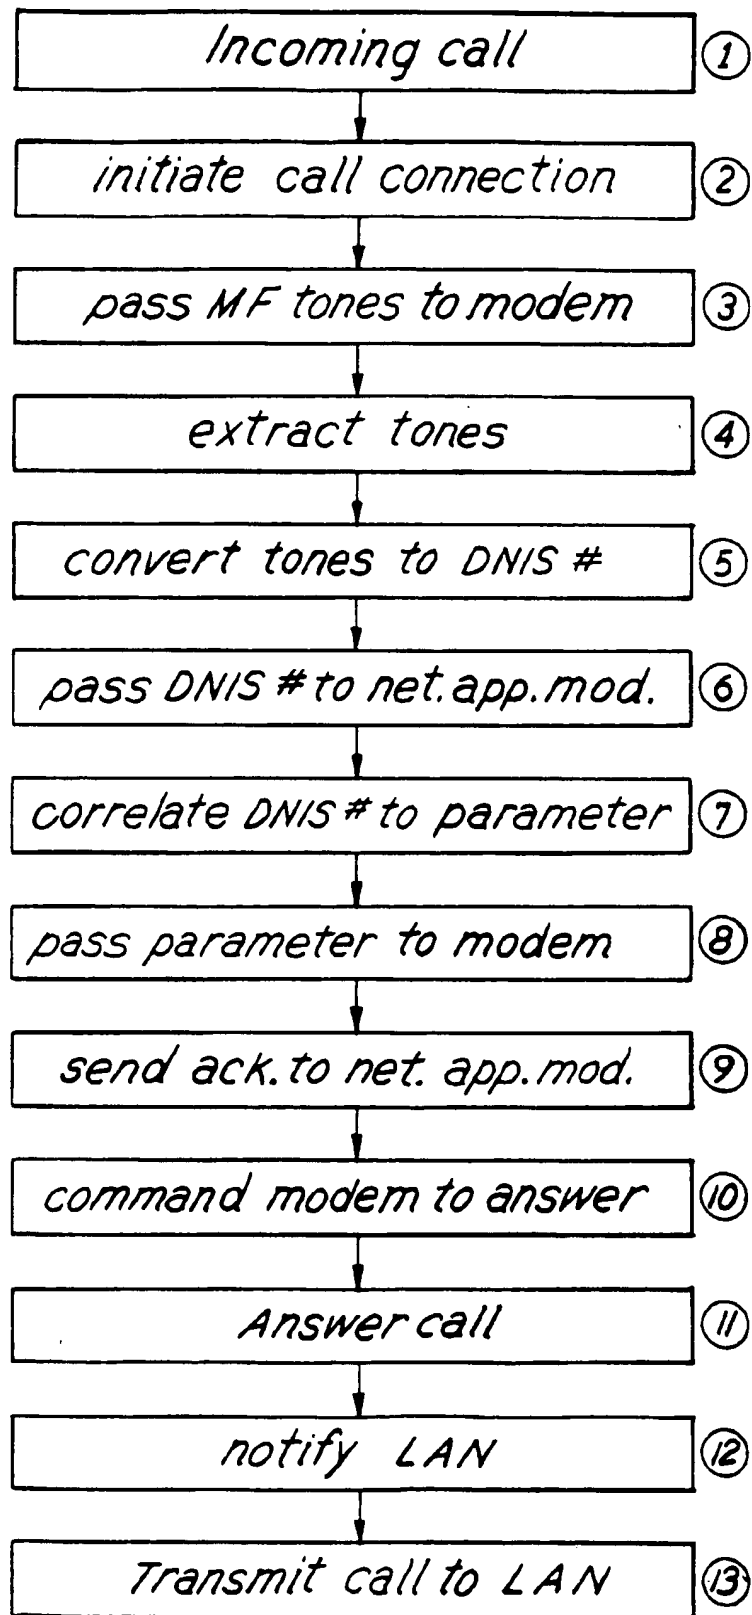 Incoming call ①
initiate call connection ②
pass MF tones to modem ③
extract tones ④
convert tones to DNIS # ⑤
pass DNIS # to net.app.mod. ⑥
correlate DNIS # to parameter ⑦
pass parameter to modem ⑧
send ack. to net. app. mod. ⑨
command modem to answer ⑩
Answer call ⑪
notify LAN ⑫
Transmit call to LAN ⑬